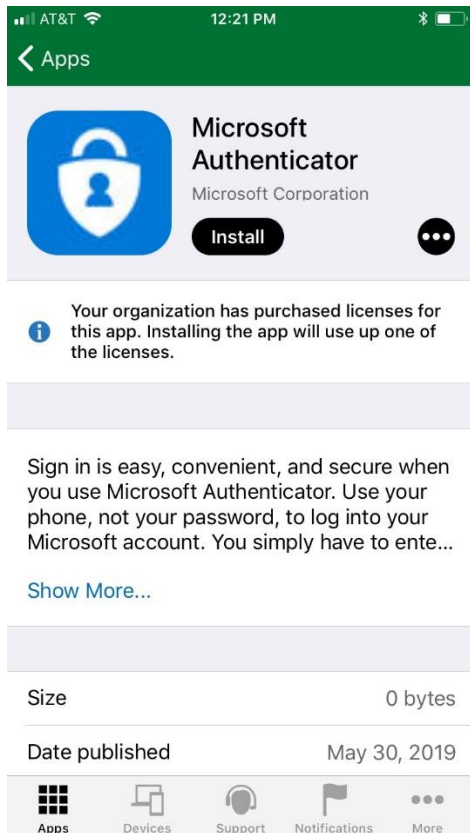 AT&T 12:21 PM
Apps
Microsoft
Authenticator
Microsoft Corporation
Install
Your organization has purchased licenses for
this app. Installing the app will use up one of
the licenses.
Sign in is easy, convenient, and secure when
you use Microsoft Authenticator. Use your
phone, not your password, to log into your
Microsoft account. You simply have to ente...
Show More...
Size 0 bytes
Date published May 30, 2019
Apps Devices Support Notifications More